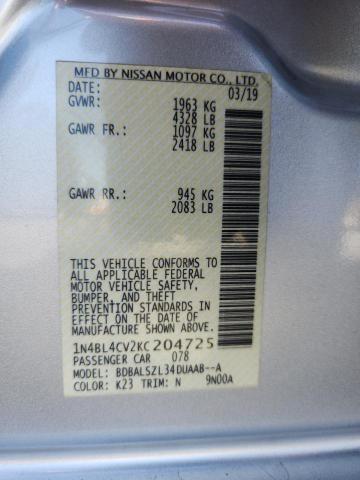 MFD BY NISSAN MOTOR CO., LTD.
DATE: 03/19
GVWR: 1963 KG
4328 LB
GAWR FR.: 1097 KG
2418 LB
GAWR RR.: 945 KG
2083 LB
THIS VEHICLE CONFORMS TO
ALL APPLICABLE FEDERAL
MOTOR VEHICLE SAFETY,
BUMPER, AND THEFT
PREVENTION STANDARDS IN
EFFECT ON THE DATE OF
MANUFACTURE SHOWN ABOVE.
1N4BL4CV2KC204725
PASSENGER CAR 078
MODEL: BDBALSZL34DUAAB--A
COLOR: K23 TRIM: N 9N00A